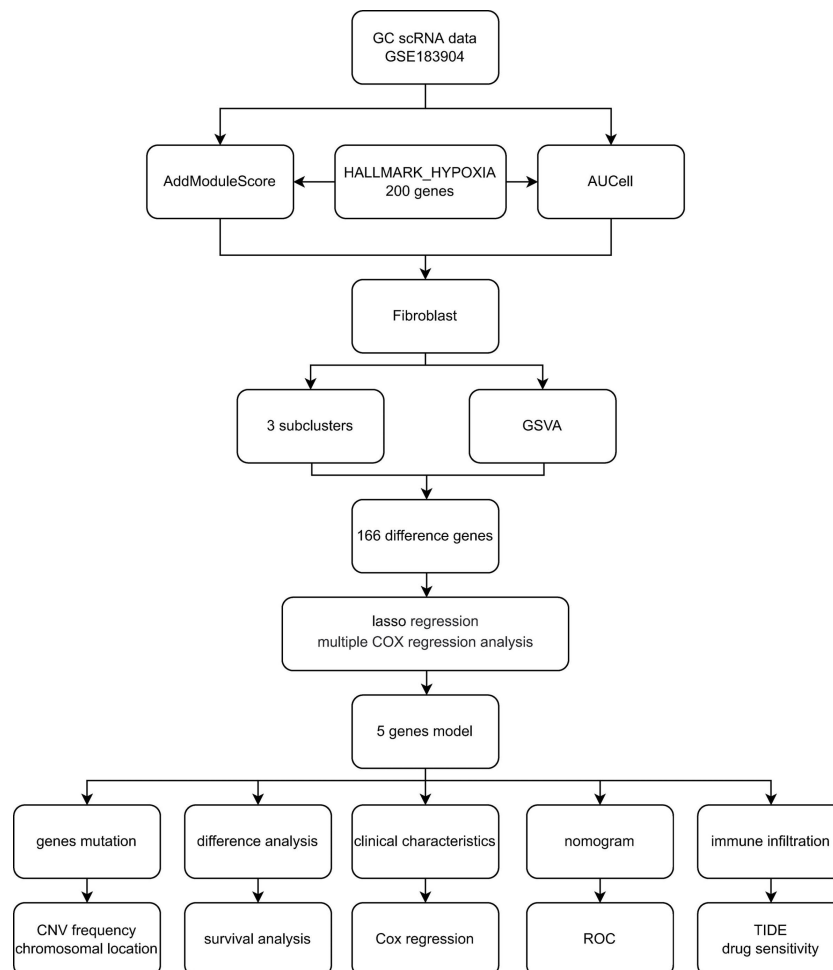 GC scRNA data
GSE183904
AddModuleScore
HALLMARK_HYPOXIA
200 genes
AUCell
Fibroblast
3 subclusters
GSVA
166 difference genes
lasso regression
multiple COX regression analysis
5 genes model
genes mutation
difference analysis
clinical characteristics
nomogram
immune infiltration
CNV frequency
chromosomal location
survival analysis
Cox regression
ROC
TIDE
drug sensitivity